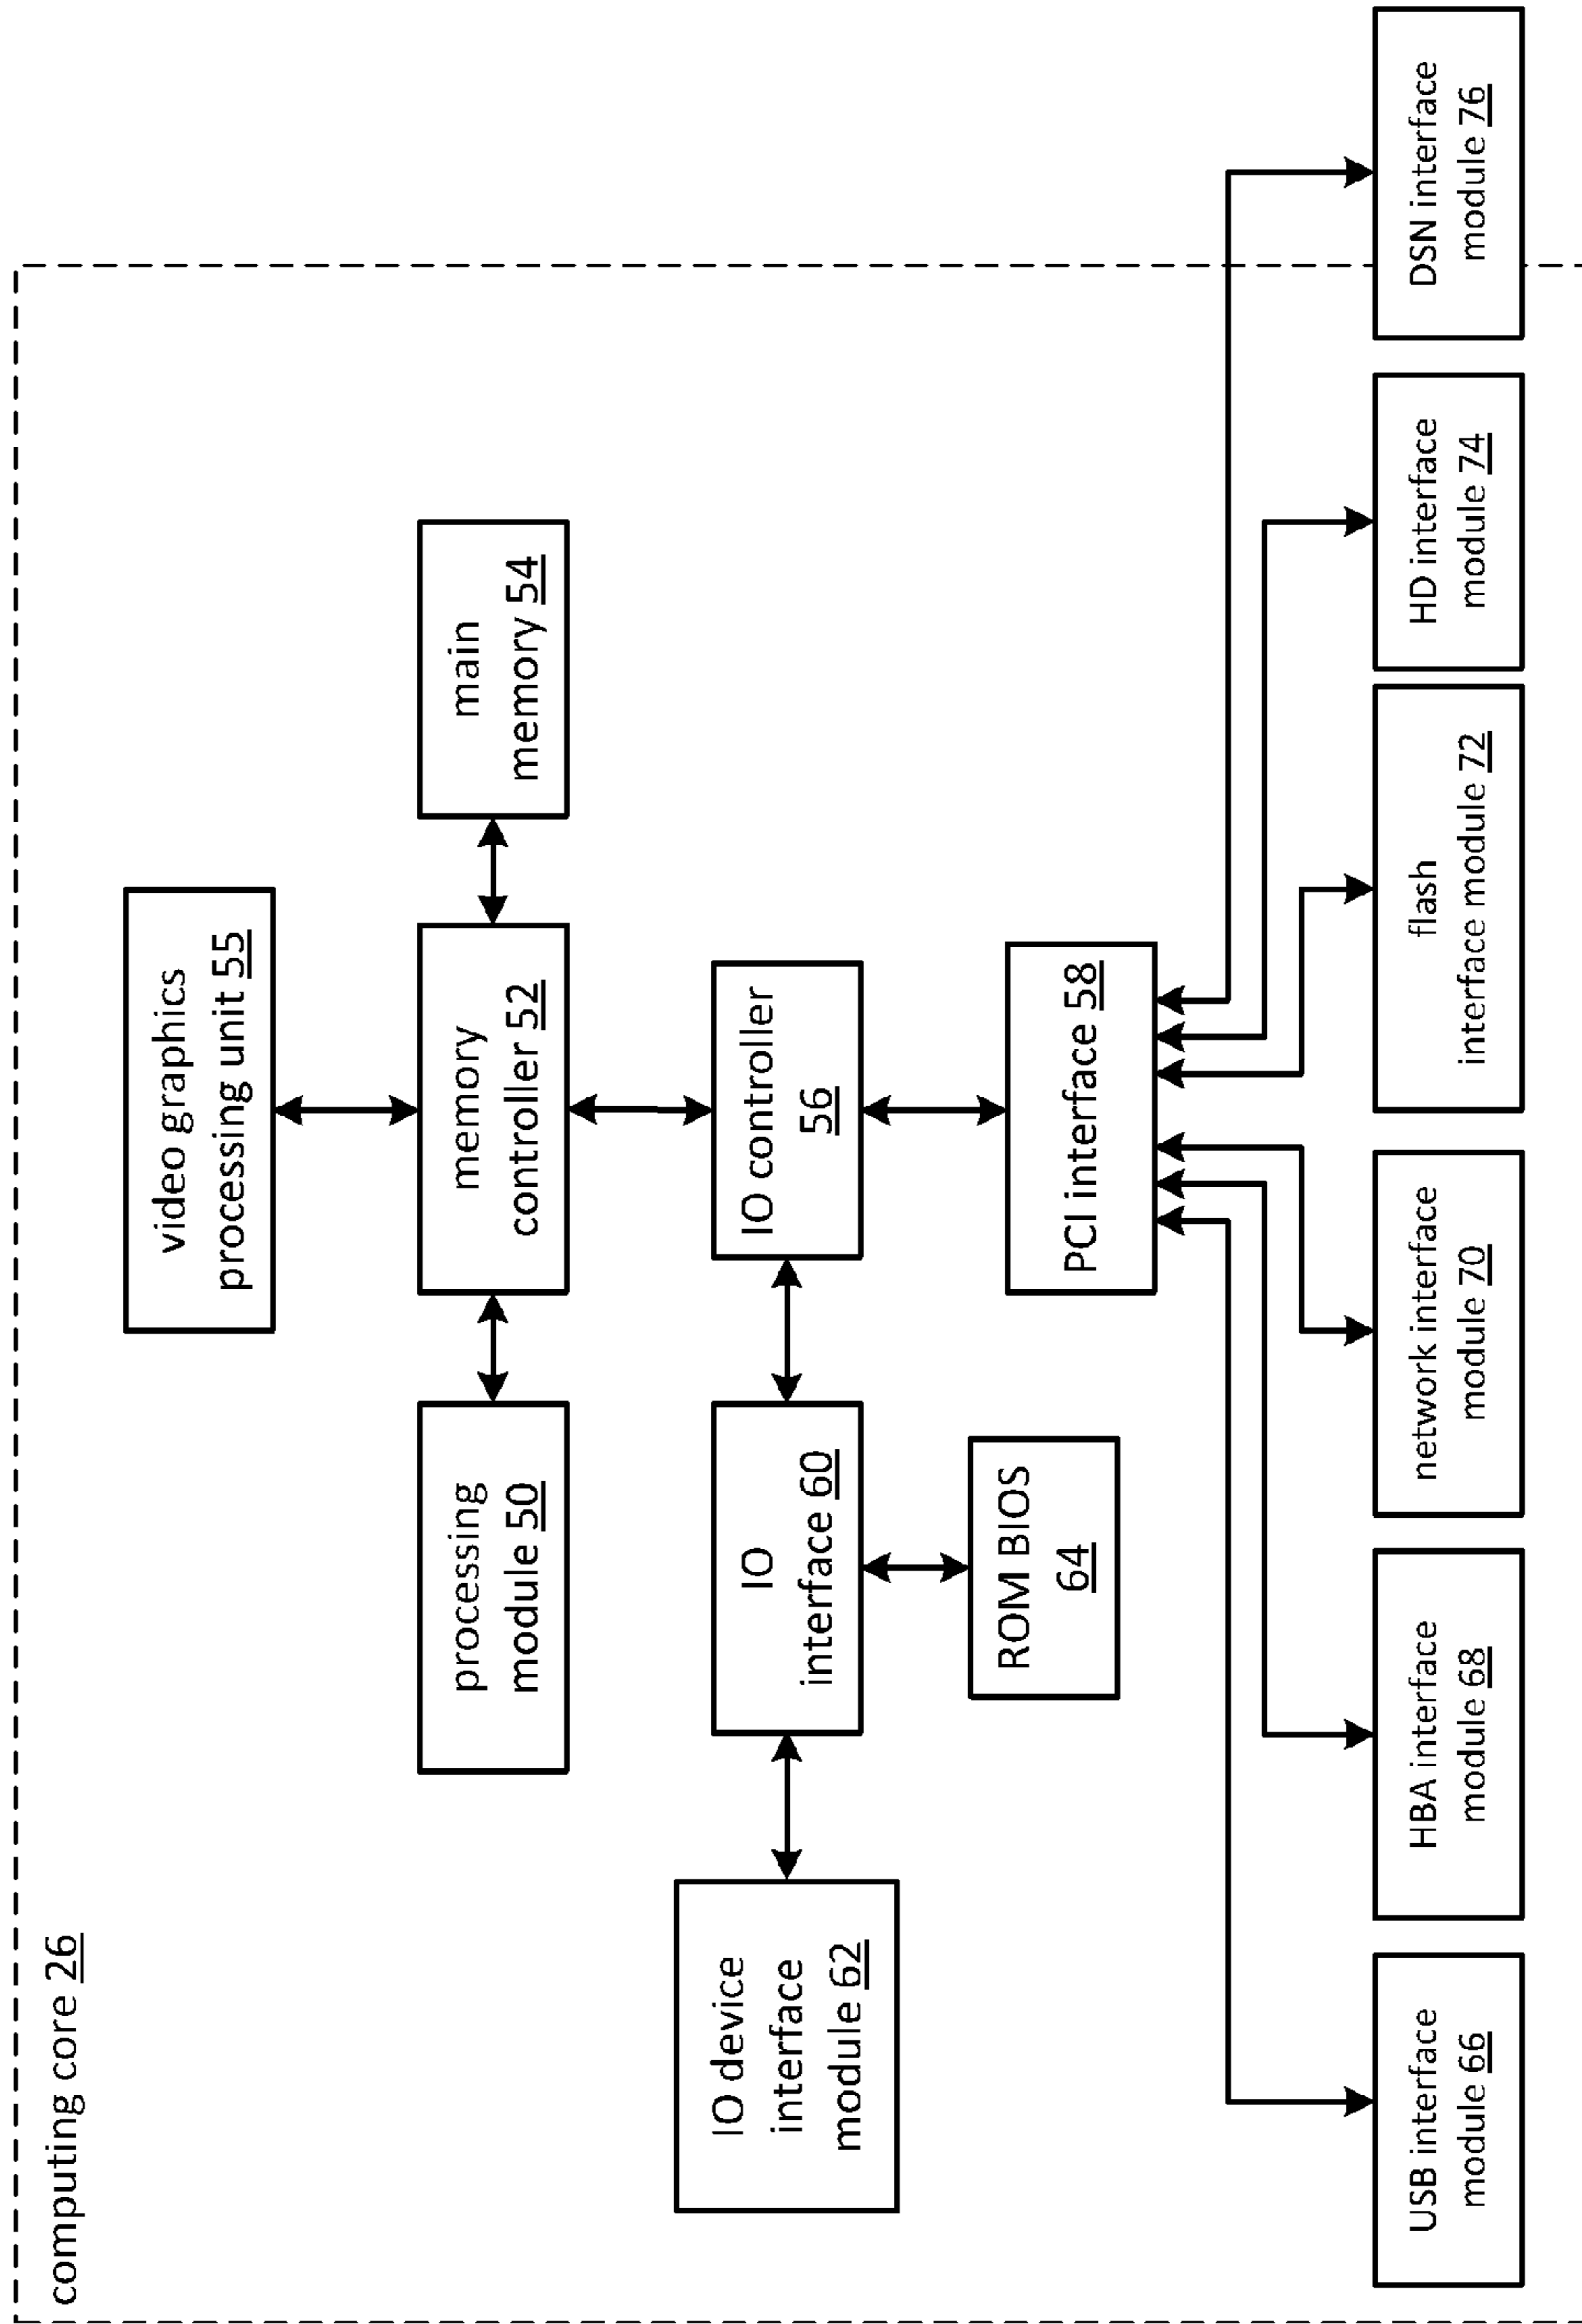 computing core 26
video graphics
processing unit 55
processing
module 50
memory
controller 52
main
memory 54
IO device
interface
module 62
IO
interface 60
IO controller
56
ROM BIOS
64
PCI interface 58
USB interface
module 66
HBA interface
module 68
network interface
module 70
flash
interface module 72
HD interface
module 74
DSN interface
module 76